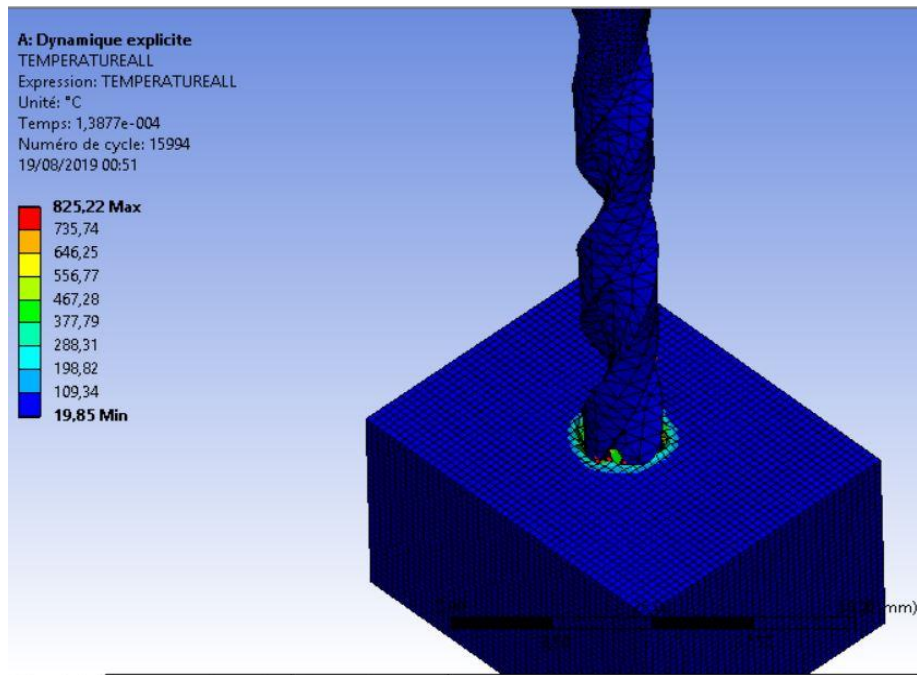 A: Dynamique explicite
TEMPERATUREALL
Expression: TEMPERATUREALL
Unité: °C
Temps: 1,3877e-004
Numéro de cycle: 15994
19/08/2019 00:51
825,22 Max
735,74
646,25
556,77
467,28
377,79
288,31
198,82
109,34
19,85 Min
(mm)